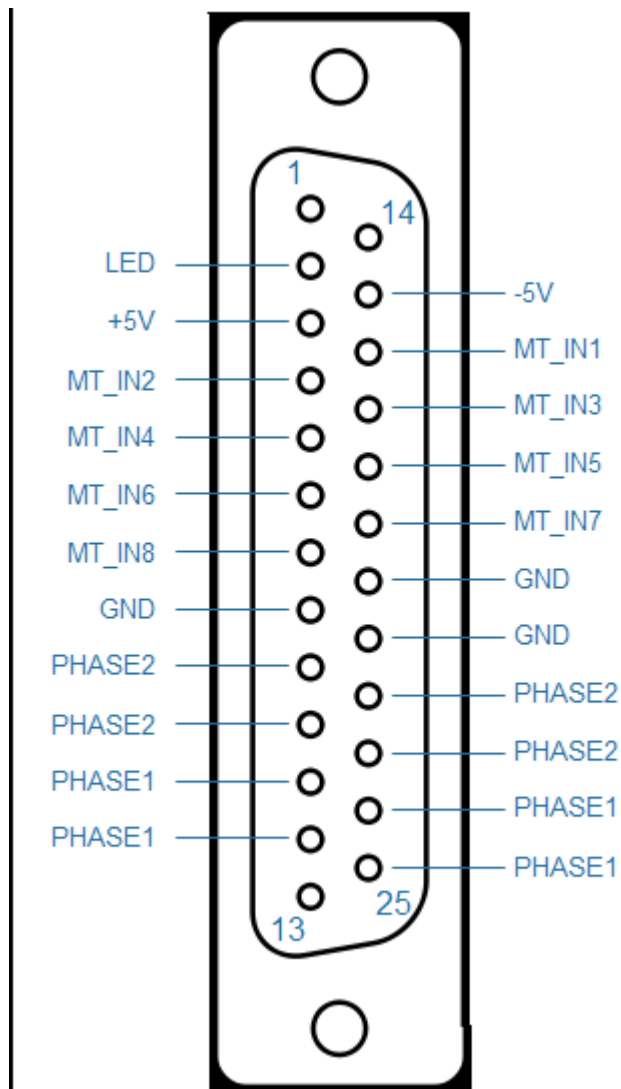 1
14
LED
-5V
+5V
MT_IN1
MT_IN2
MT_IN3
MT_IN4
MT_IN5
MT_IN6
MT_IN7
MT_IN8
GND
GND
GND
PHASE2
PHASE2
PHASE2
PHASE2
PHASE1
PHASE1
PHASE1
PHASE1
25
13